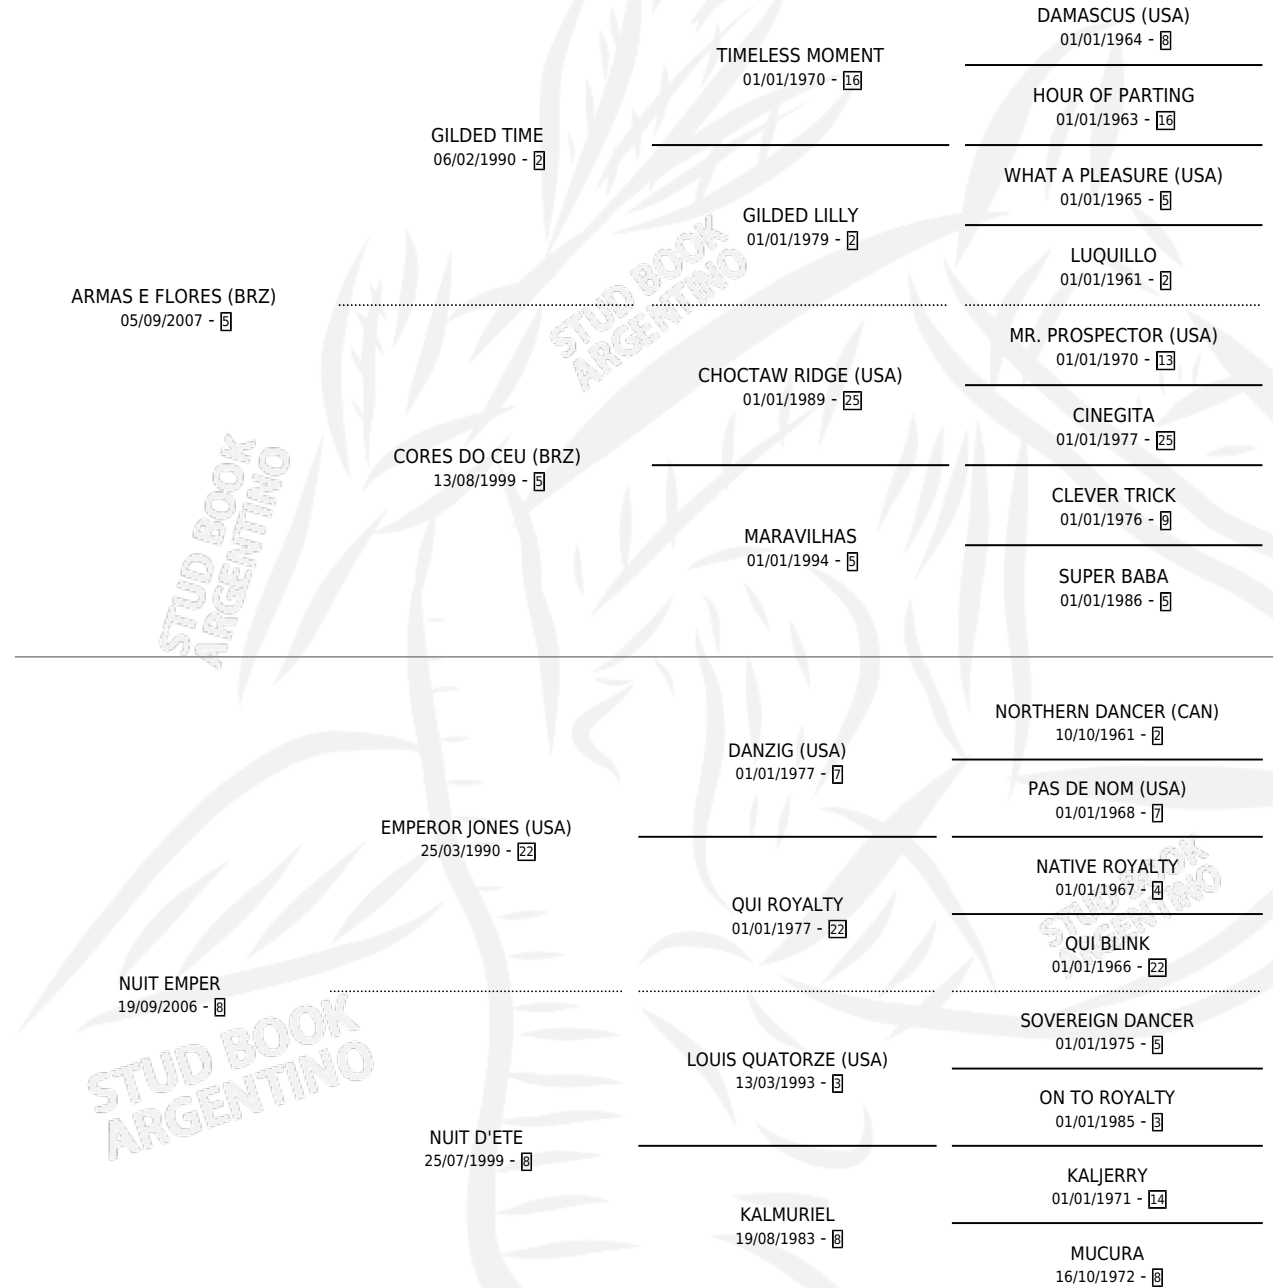 DAMASCUS (USA)
01/01/1964 - 8
TIMELESS MOMENT
01/01/1970 - 16
HOUR OF PARTING
01/01/1963 - 16
GILDED TIME
06/02/1990 - 2
WHAT A PLEASURE (USA)
01/01/1965 - 5
GILDED LILLY
01/01/1979 - 2
LUQUILLO
01/01/1961 - 2
ARMAS E FLORES (BRZ)
05/09/2007 - 5
STUD BOOK
ARGENTINO
MR. PROSPECTOR (USA)
01/01/1970 - 13
CHOCTAW RIDGE (USA)
01/01/1989 - 25
CINEGITA
01/01/1977 - 25
CORES DO CEU (BRZ)
13/08/1999 - 5
CLEVER TRICK
01/01/1976 - 9
MARAVILHAS
01/01/1994 - 5
SUPER BABA
01/01/1986 - 5
STUD BOOK
ARGENTINO
NORTHERN DANCER (CAN)
10/10/1961 - 2
DANZIG (USA)
01/01/1977 - 7
PAS DE NOM (USA)
01/01/1968 - 7
EMPEROR JONES (USA)
25/03/1990 - 22
NATIVE ROYALTY
01/01/1967 - 4
QUI ROYALTY
01/01/1977 - 22
QUI BLINK
01/01/1966 - 22
STUD BOOK
ARGENTINO
NUIT EMPER
19/09/2006 - 8
SOVEREIGN DANCER
01/01/1975 - 5
LOUIS QUATORZE (USA)
13/03/1993 - 3
ON TO ROYALTY
01/01/1985 - 3
STUD BOOK
ARGENTINO
NUIT D'ETE
25/07/1999 - 8
KALJERRY
01/01/1971 - 14
KALMURIEL
19/08/1983 - 8
MUCURA
16/10/1972 - 8